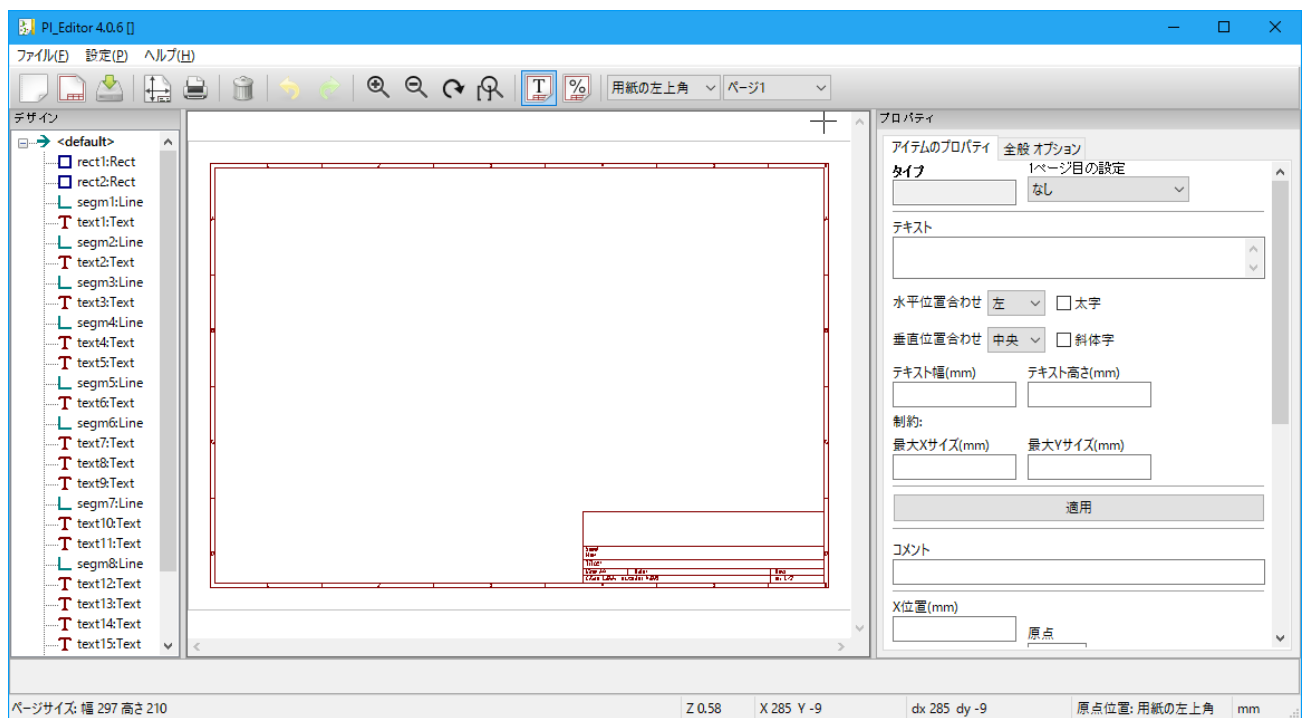 Pl_Editor 4.0.6 []
ファイル(F) 設定(P) ヘルプ(H)
用紙の左上角 ページ1
デザイン
<default>
rect1:Rect
rect2:Rect
segm1:Line
text1:Text
segm2:Line
text2:Text
segm3:Line
text3:Text
segm4:Line
text4:Text
text5:Text
segm5:Line
text6:Text
segm6:Line
text7:Text
text8:Text
text9:Text
segm7:Line
text10:Text
text11:Text
segm8:Line
text12:Text
text13:Text
text14:Text
text15:Text
プロパティ
アイテムのプロパティ 全般 オプション
タイプ 1ページ目の設定
なし
テキスト
水平位置合わせ 左 太字
垂直位置合わせ 中央 斜体字
テキスト幅(mm) テキスト高さ(mm)
制約:
最大Xサイズ(mm) 最大Yサイズ(mm)
適用
コメント
X位置(mm)
原点
ページサイズ: 幅 297 高さ 210 Z 0.58 X 285 Y -9 dx 285 dy -9 原点位置: 用紙の左上角 mm